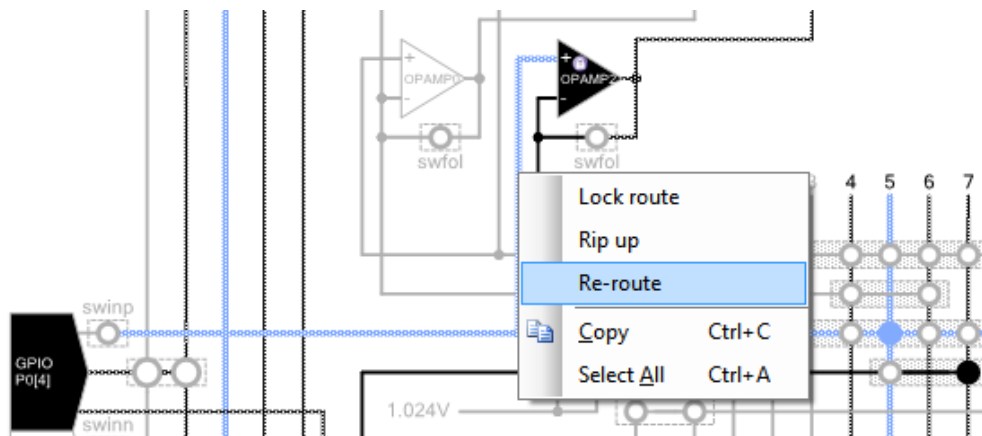 +
OPAMP0
-
+
OPAMP2
-
swfol
swfol
4 5 6 7
Lock route
Rip up
Re-route
Copy Ctrl+C
Select All Ctrl+A
swinp
GPIO
P0[4]
swinn
1.024V